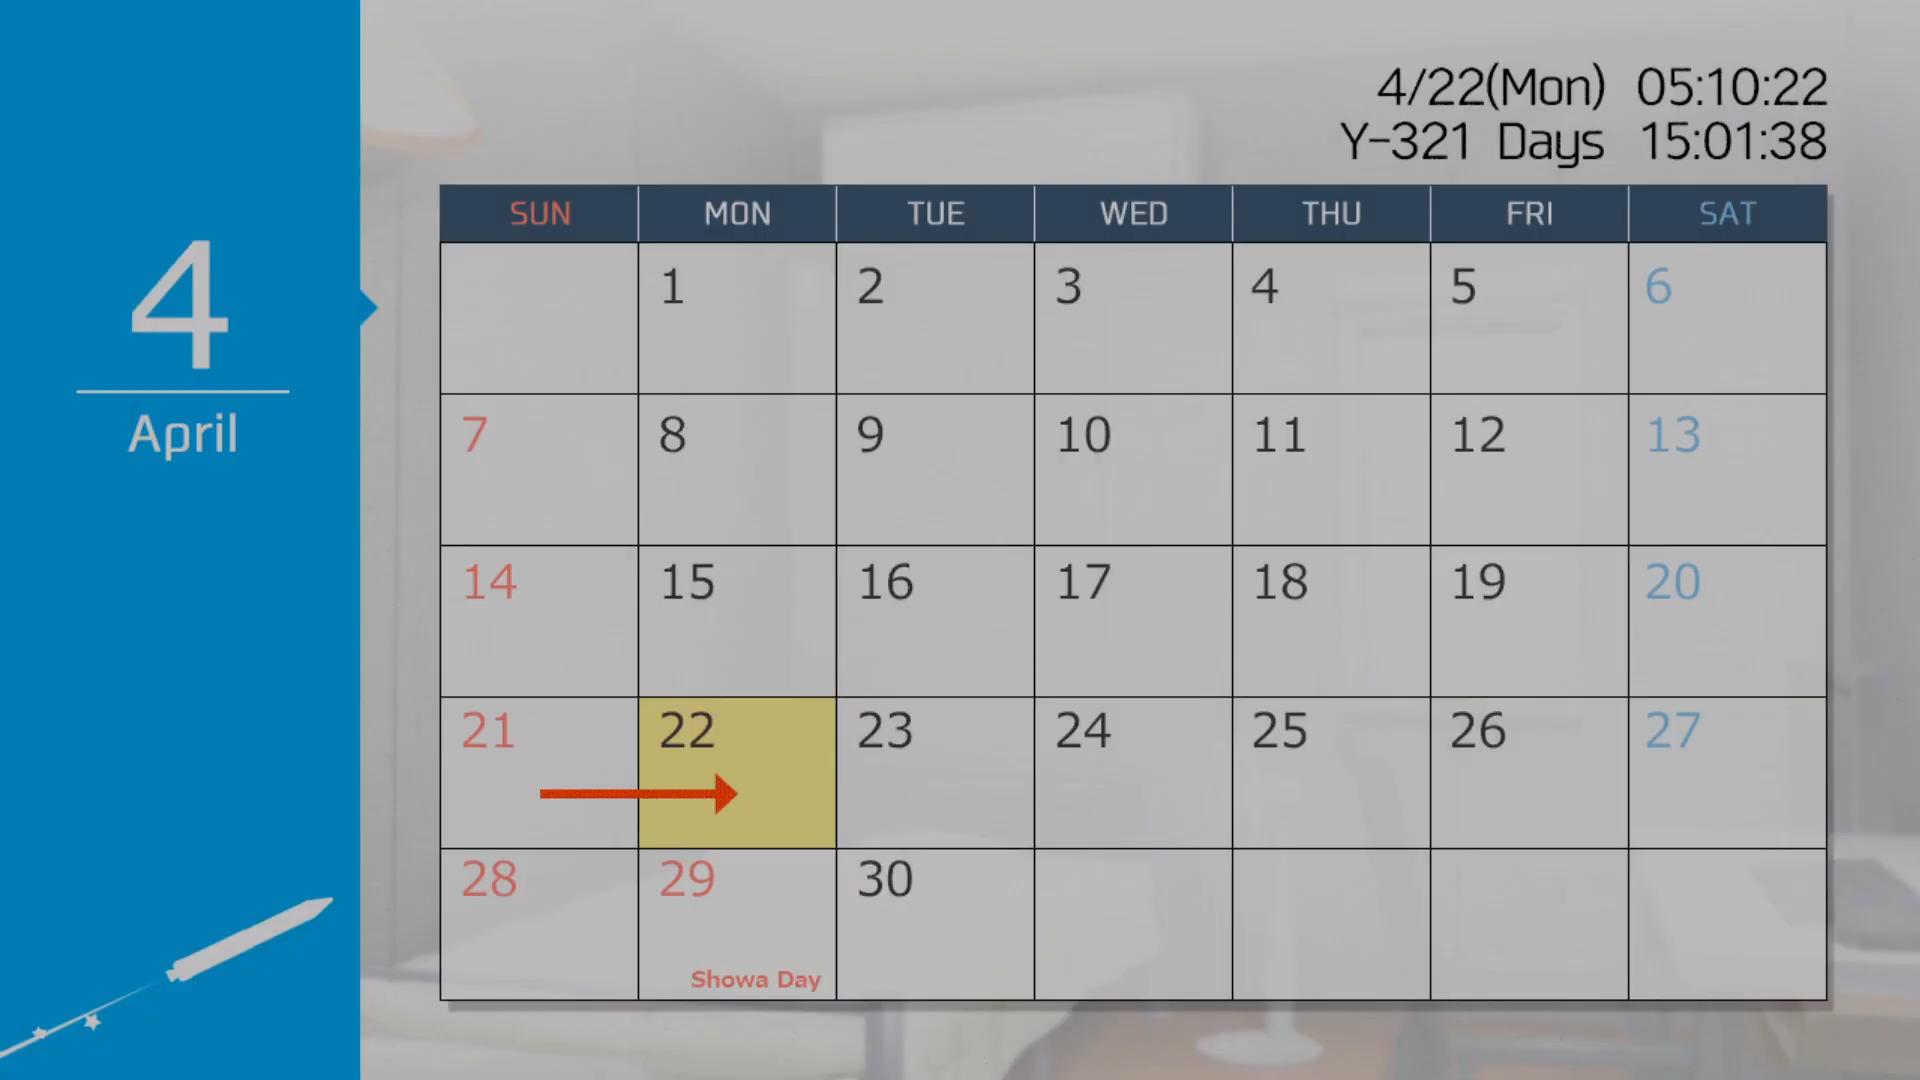 4/22(Mon) 05:10:22
Y-321 Days 15:01:38
4
April
SUN MON TUE WED THU FRI SAT
1 2 3 4 5 6
7 8 9 10 11 12 13
14 15 16 17 18 19 20
21 22 23 24 25 26 27
28 29 30
Showa Day